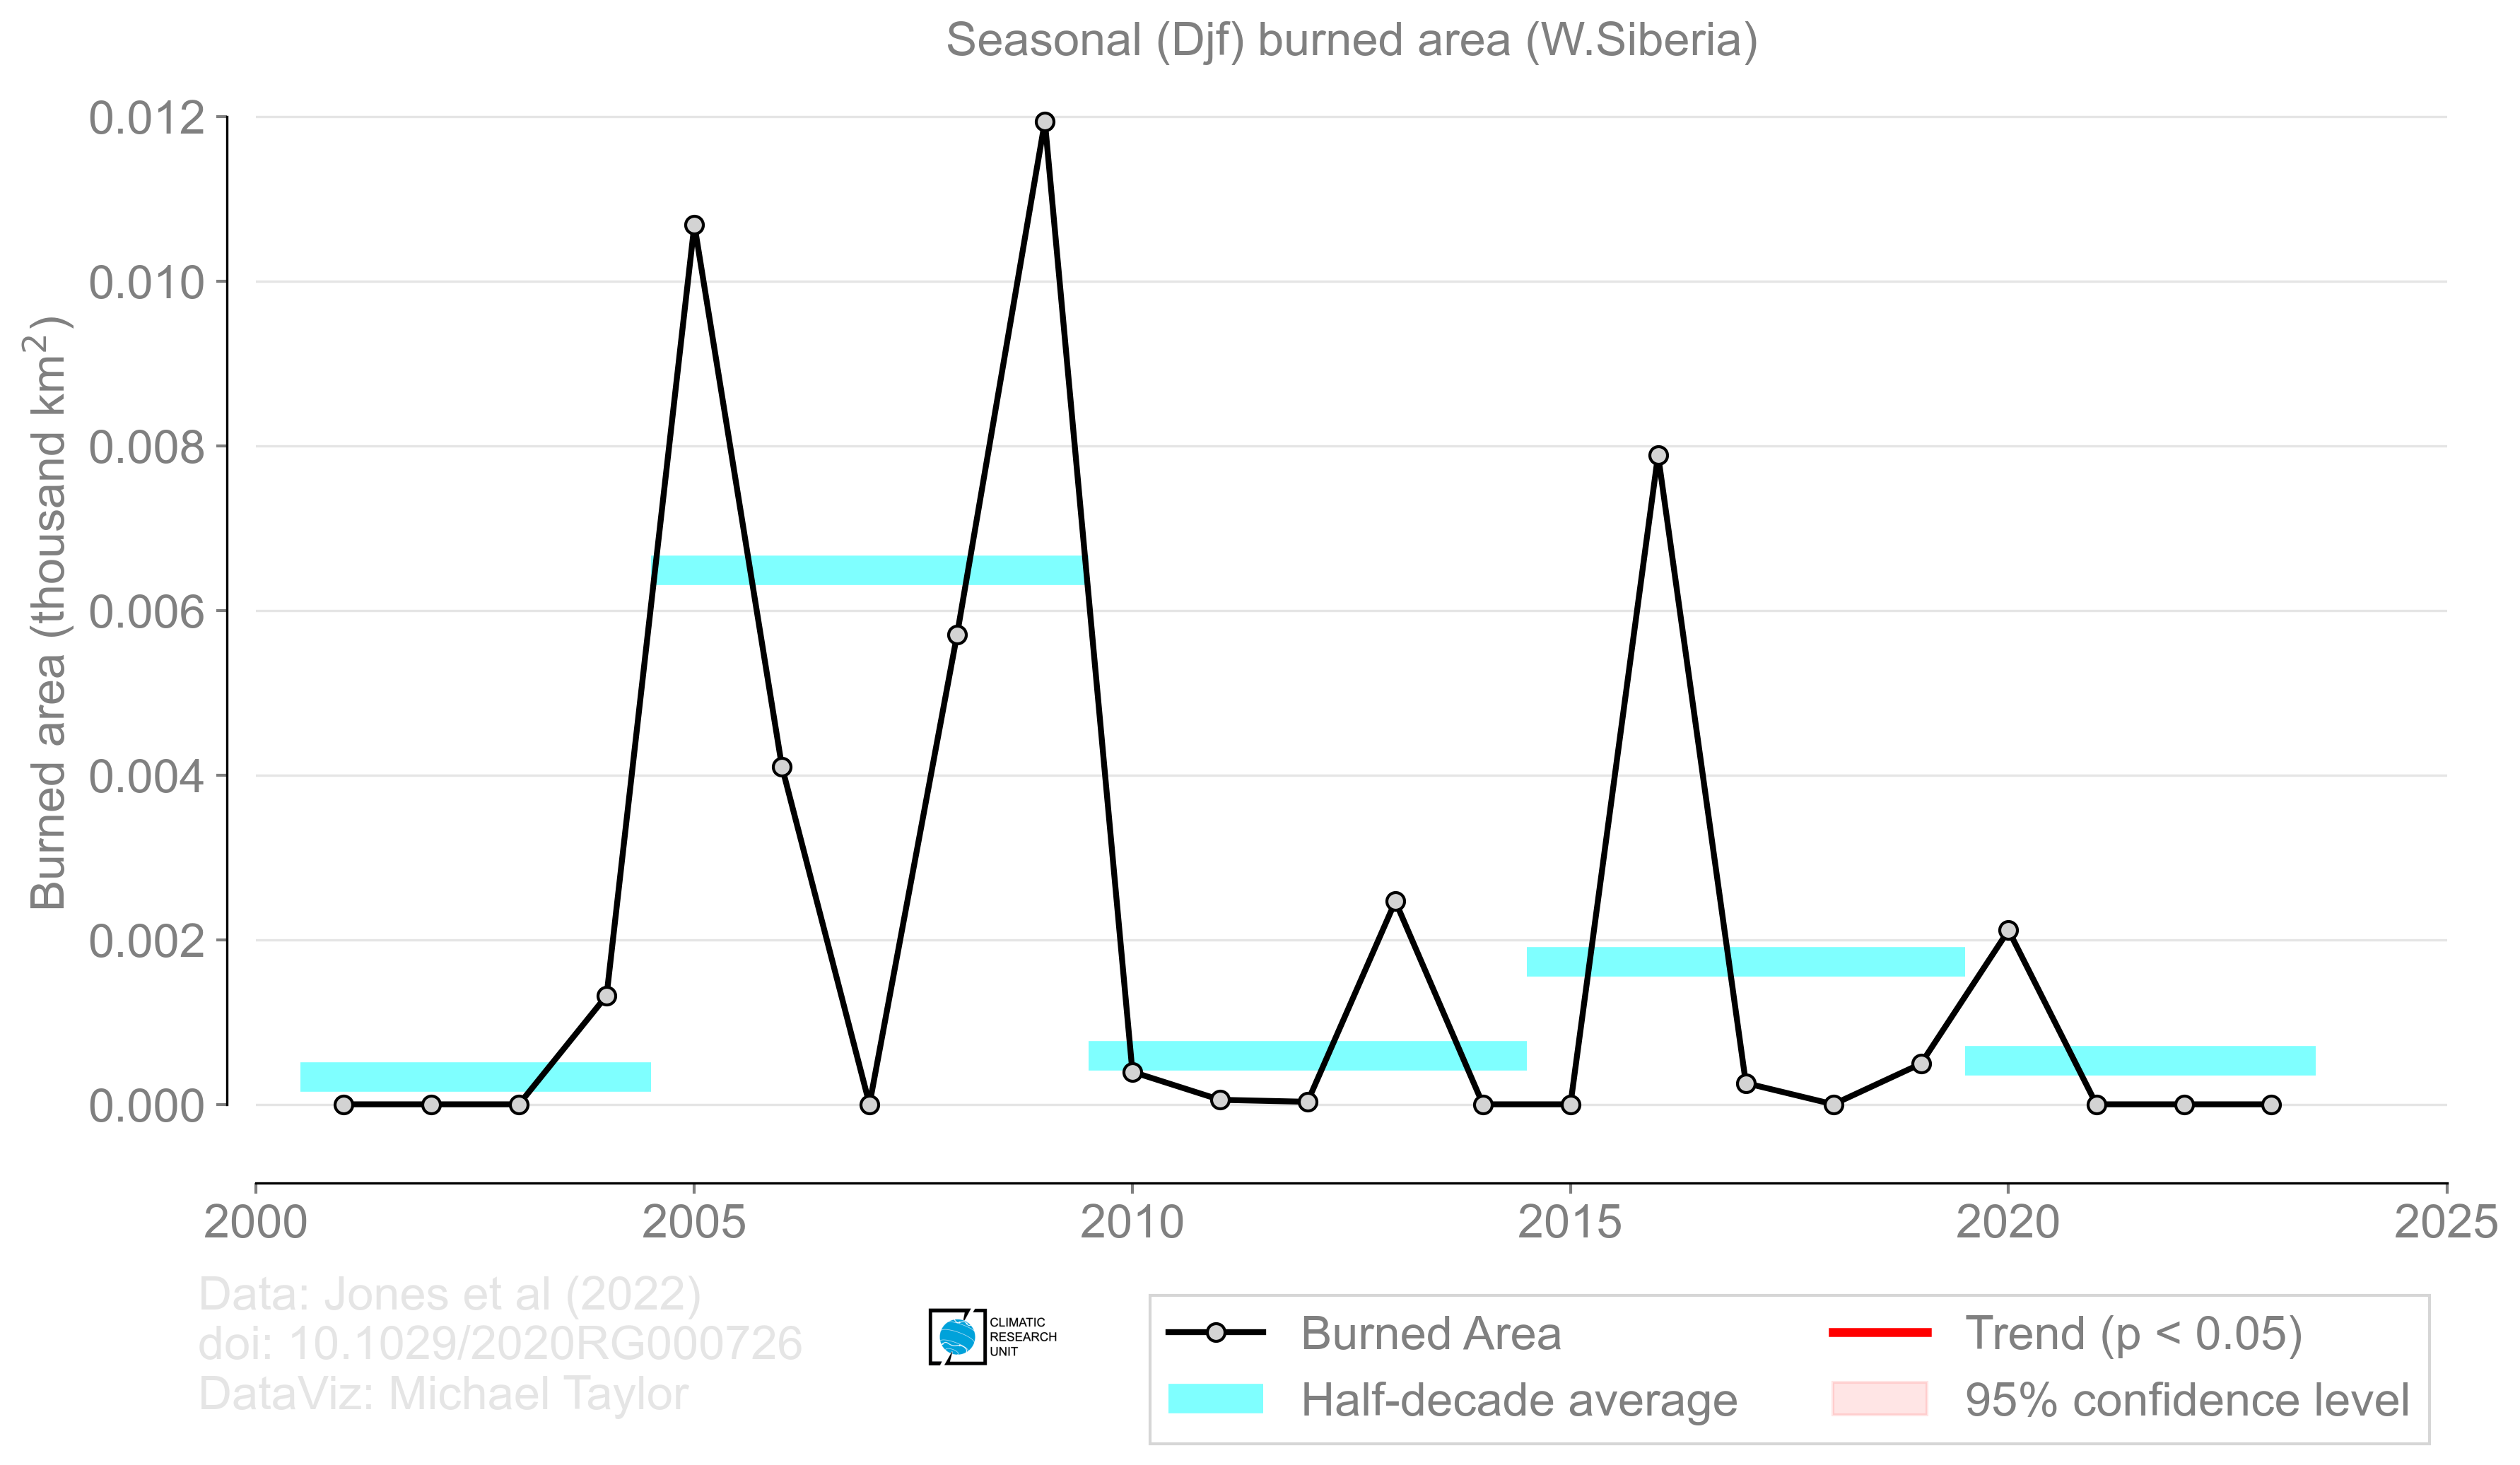 Seasonal (Djf) burned area (W.Siberia)
Burned area (thousand km²)
0.012
0.010
0.008
0.006
0.004
0.002
0.000
2000 2005 2010 2015 2020 2025
Data: Jones et al (2022)
doi: 10.1029/2020RG000726
DataViz: Michael Taylor
CLIMATIC
RESEARCH
UNIT
Burned Area
Half-decade average
Trend (p < 0.05)
95% confidence level